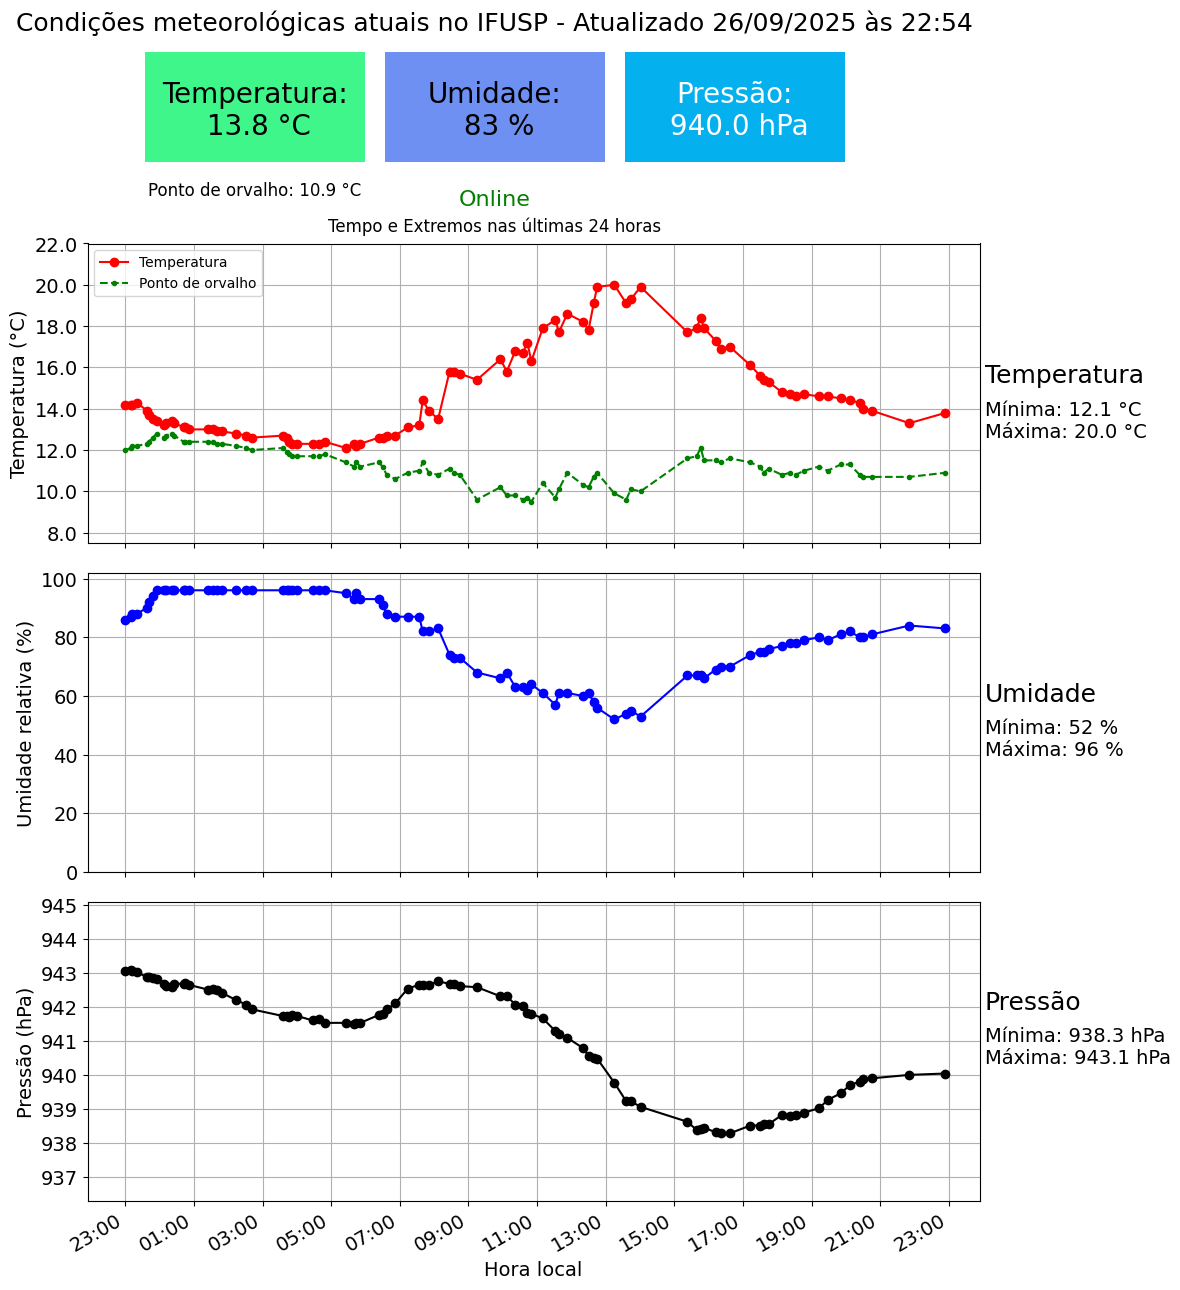 Condições meteorológicas atuais no IFUSP - Atualizado 26/09/2025 às 22:54
Temperatura:
13.8 °C
Umidade:
83 %
Pressão:
940.0 hPa
Ponto de orvalho: 10.9 °C
Online
Tempo e Extremos nas últimas 24 horas
Temperatura (°C)
22.0
20.0
18.0
16.0
14.0
12.0
10.0
8.0
Temperatura
Ponto de orvalho
Temperatura
Mínima: 12.1 °C
Máxima: 20.0 °C
Umidade relativa (%)
100
80
60
40
20
0
Umidade
Mínima: 52 %
Máxima: 96 %
Pressão (hPa)
945
944
943
942
941
940
939
938
937
Pressão
Mínima: 938.3 hPa
Máxima: 943.1 hPa
23:00 01:00 03:00 05:00 07:00 09:00 11:00 13:00 15:00 17:00 19:00 21:00 23:00
Hora local